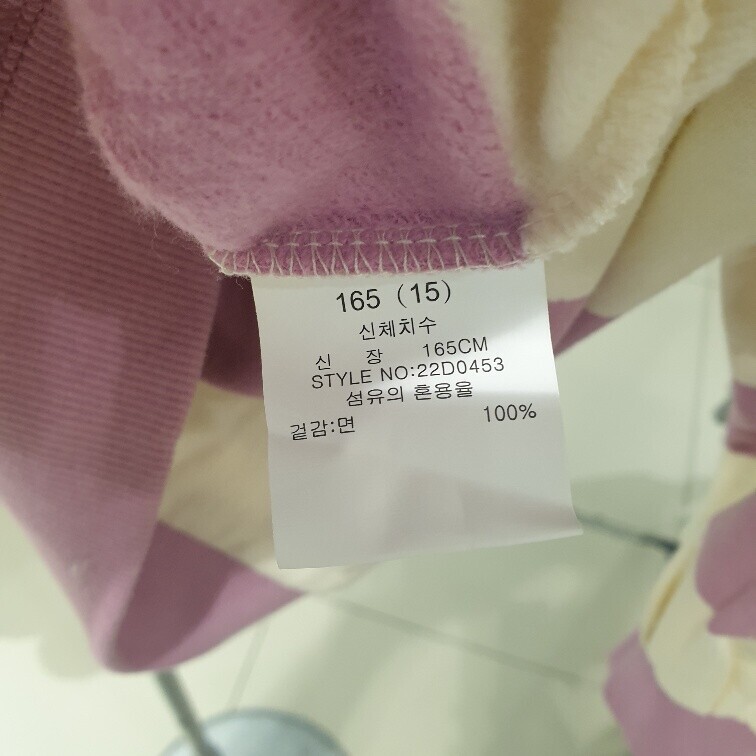 165 (15)
신체치수
신 장 165CM
STYLE NO:22D0453
섬유의 혼용율
겉감:면 100%